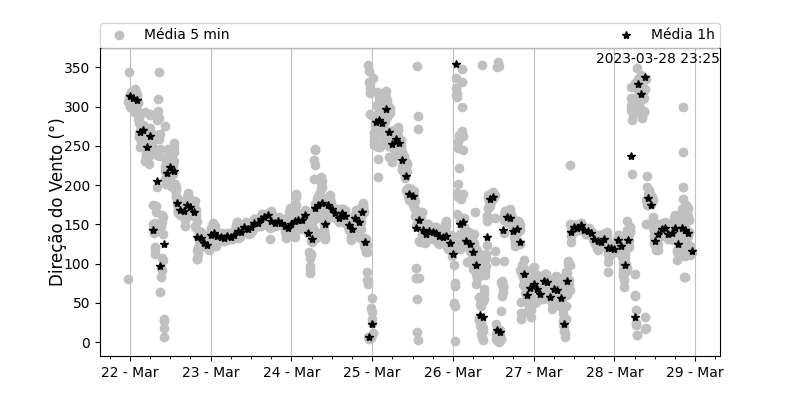 Média 5 min
Média 1h
2023-03-28 23:25
Direção do Vento (°)
350
300
250
200
150
100
50
0
22 - Mar
23 - Mar
24 - Mar
25 - Mar
26 - Mar
27 - Mar
28 - Mar
29 - Mar